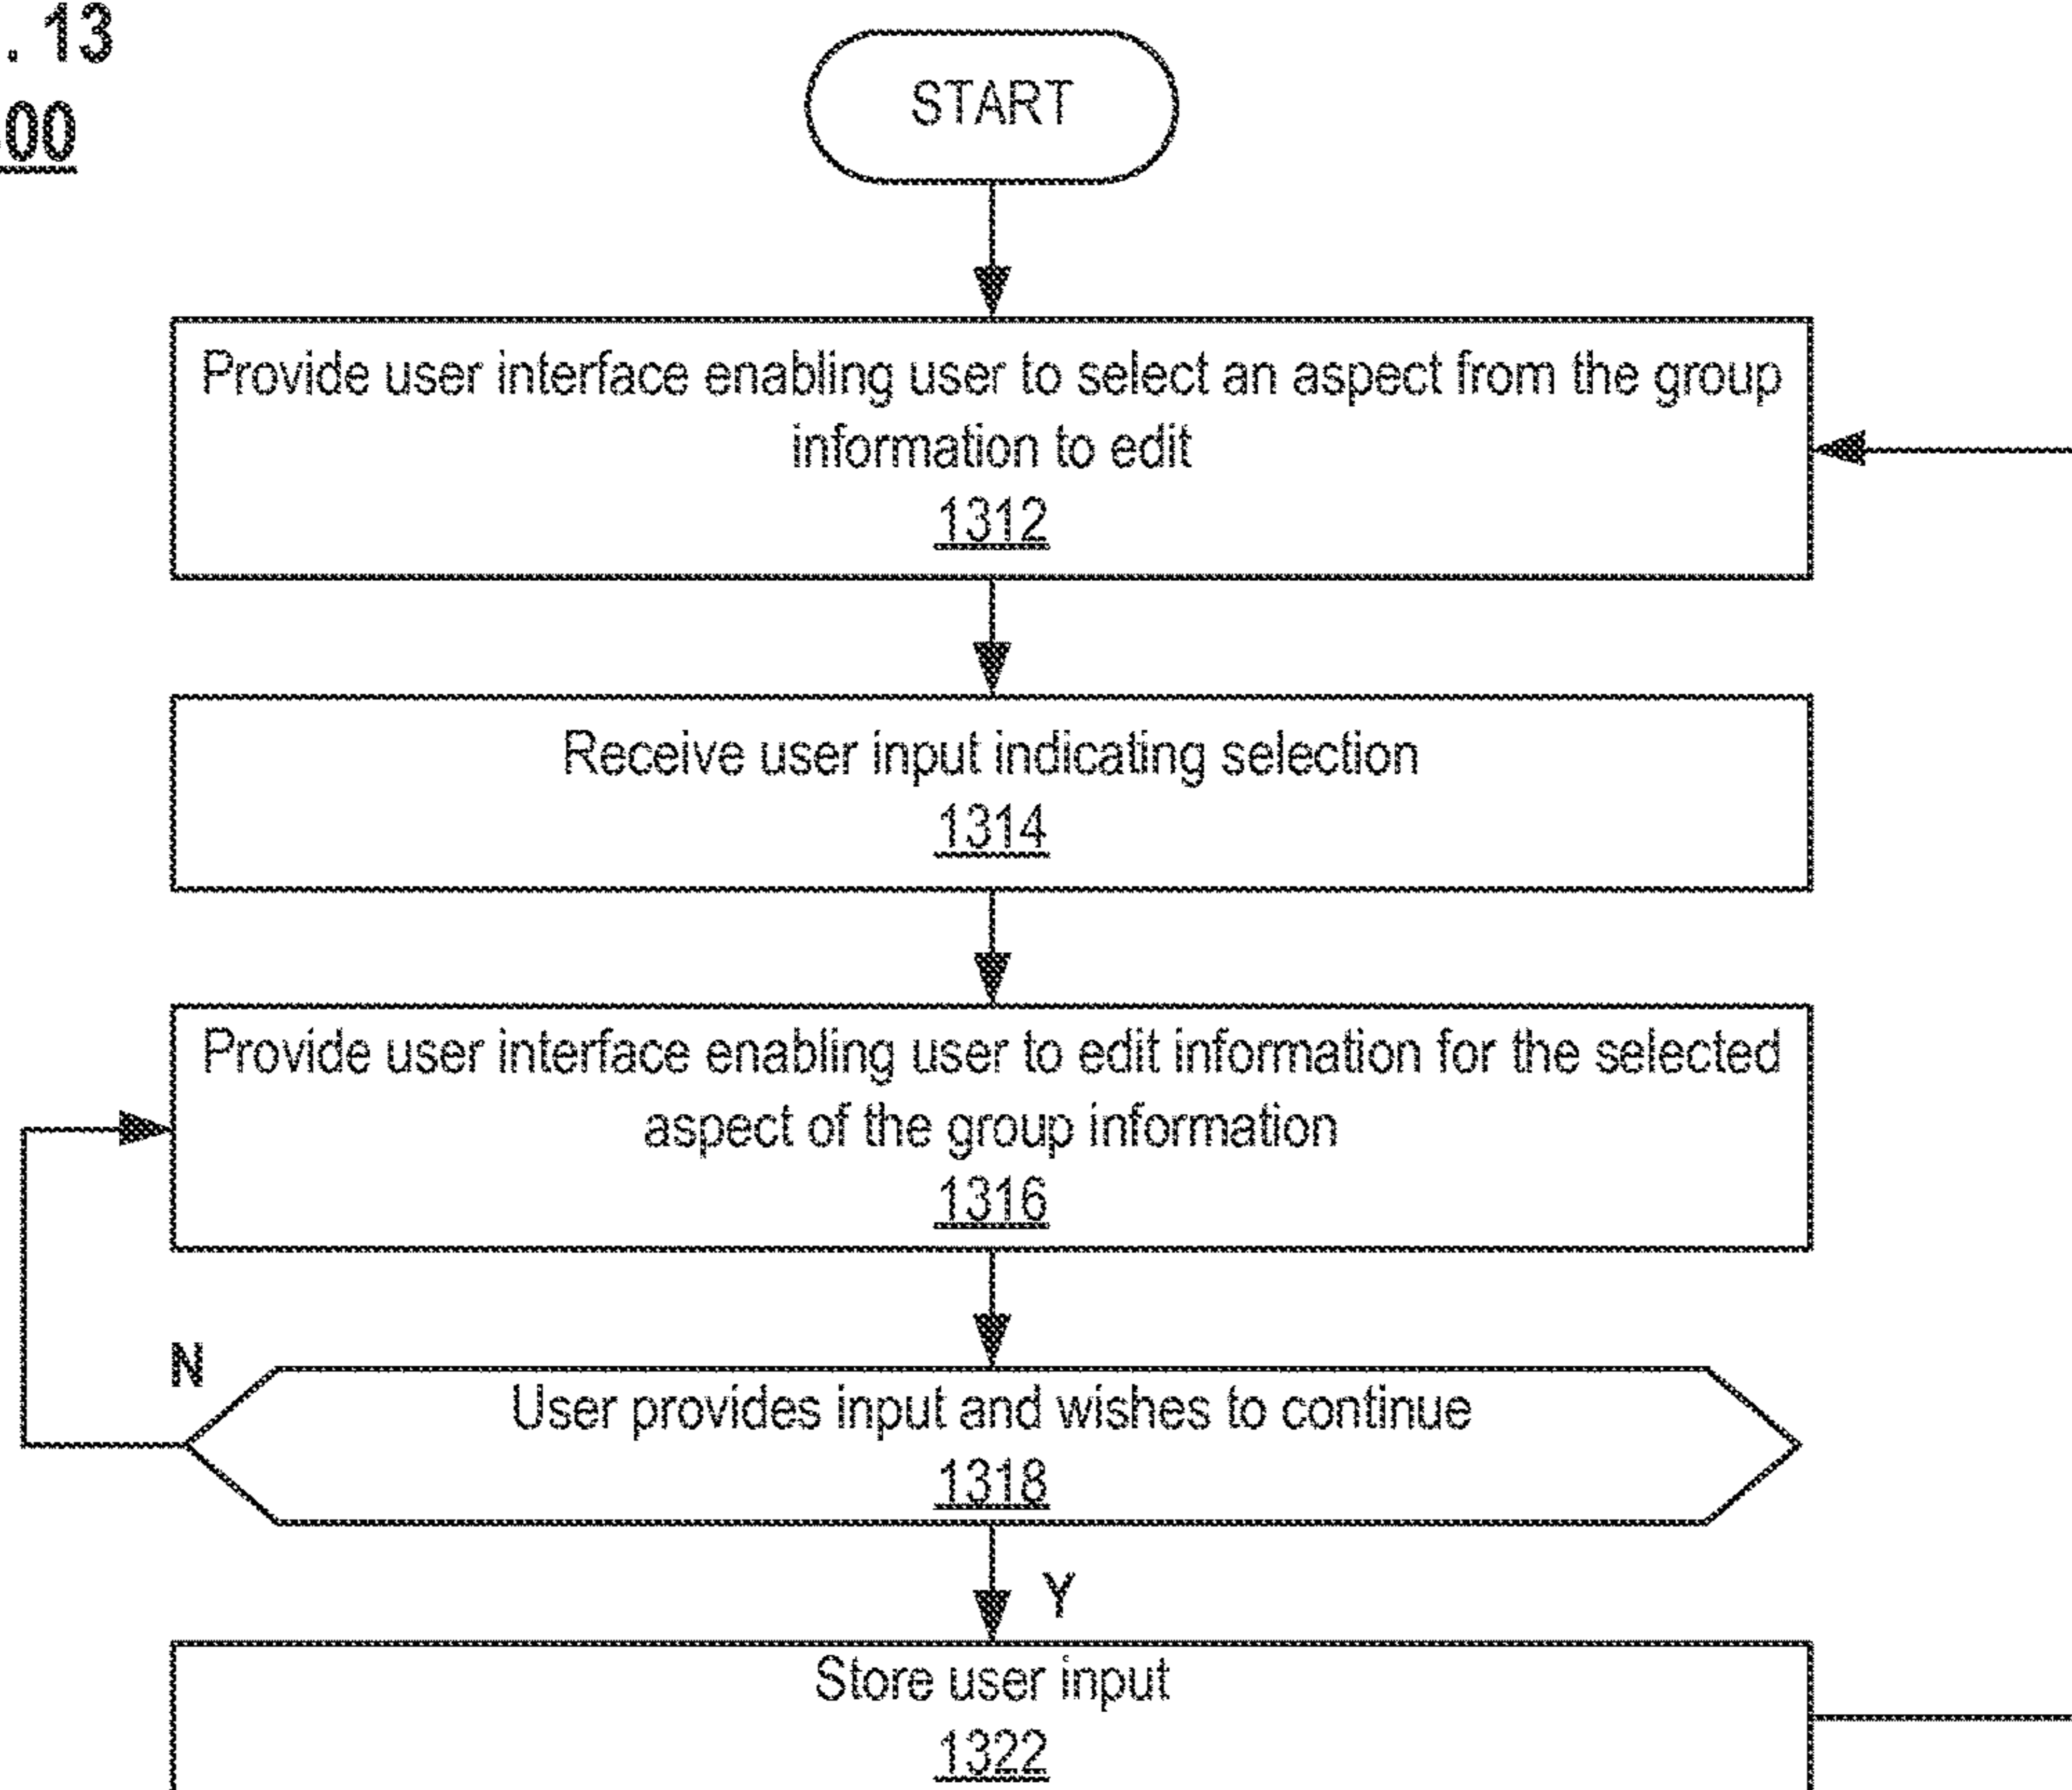 . 13
00
START
Provide user interface enabling user to select an aspect from the group
information to edit
1312
Receive user input indicating selection
1314
Provide user interface enabling user to edit information for the selected
aspect of the group information
1316
N
User provides input and wishes to continue
1318
Y
Store user input
1322